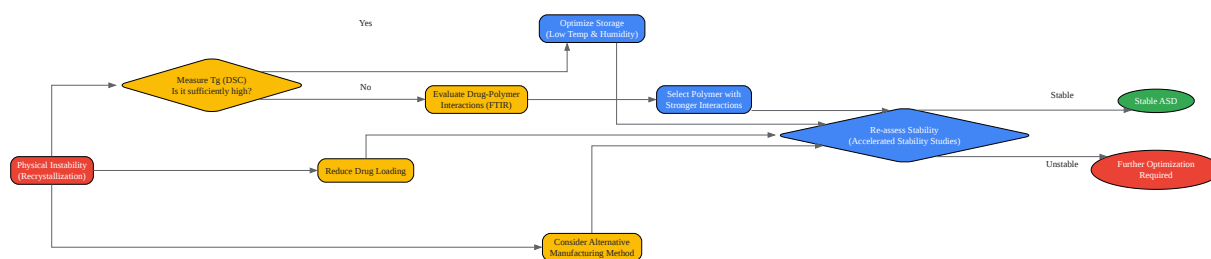 Yes
Optimize Storage
(Low Temp & Humidity)
Measure Tg (DSC)
Is it sufficiently high?
No
Evaluate Drug-Polymer
Interactions (FTIR)
Select Polymer with
Stronger Interactions
Stable
Stable ASD
Re-assess Stability
(Accelerated Stability Studies)
Physical Instability
(Recrystallization)
Reduce Drug Loading
Unstable
Further Optimization
Required
Consider Alternative
Manufacturing Method